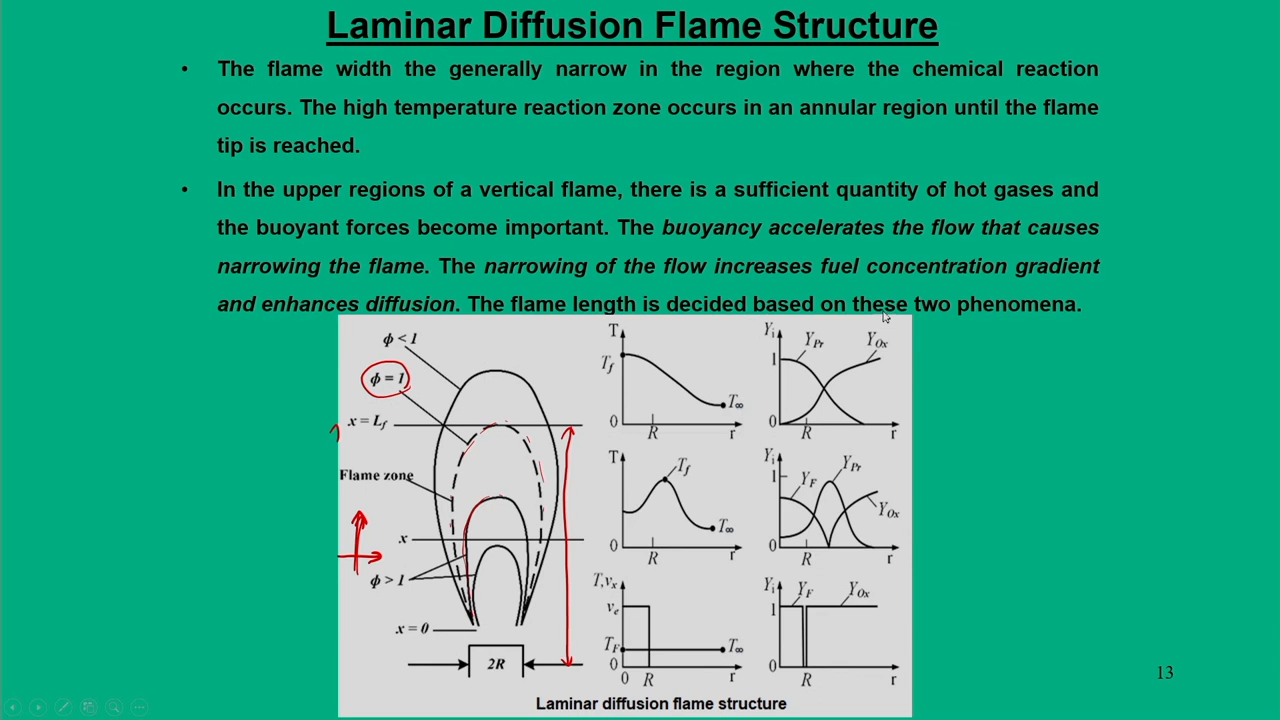 Laminar Diffusion Flame Structure
• The flame width the generally narrow in the region where the chemical reaction
occurs. The high temperature reaction zone occurs in an annular region until the flame
tip is reached.
• In the upper regions of a vertical flame, there is a sufficient quantity of hot gases and
the buoyant forces become important. The buoyancy accelerates the flow that causes
narrowing the flame. The narrowing of the flow increases fuel concentration gradient
and enhances diffusion. The flame length is decided based on these two phenomena.
ϕ < 1
ϕ = 1
x = L_f
Flame zone
x
ϕ > 1
x = 0
2R
T
T_f
T_∞
0
R
r
Y_i
1
Y_Pr
Y_Ox
0
R
r
T
T_f
T_∞
0
R
r
Y_i
1
Y_F
Y_Pr
Y_Ox
0
R
r
T,v_x
v_e
T_F
T_∞
0
0 R
r
Y_i
1
Y_F
Y_Ox
0
R
r
Laminar diffusion flame structure
13